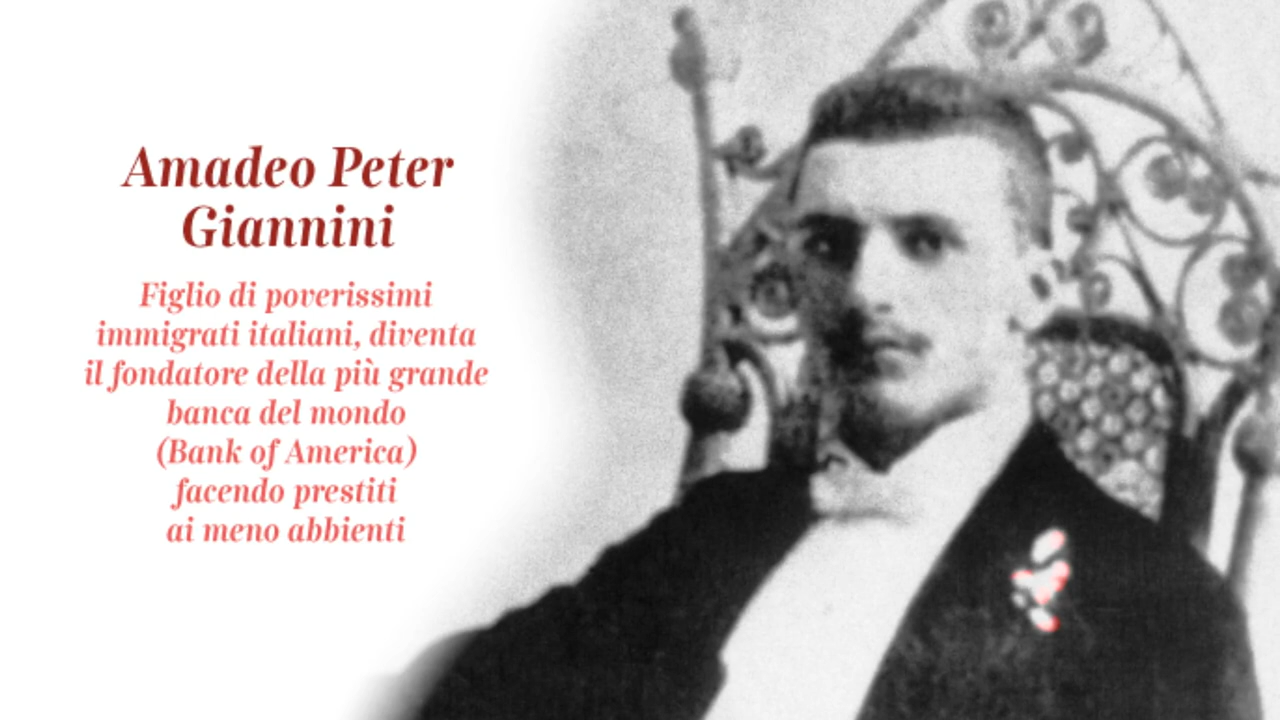 Amadeo Peter
Giannini
Figlio di poverissimi
immigrati italiani, diventa
il fondatore della più grande
banca del mondo
(Bank of America)
facendo prestiti
ai meno abbienti